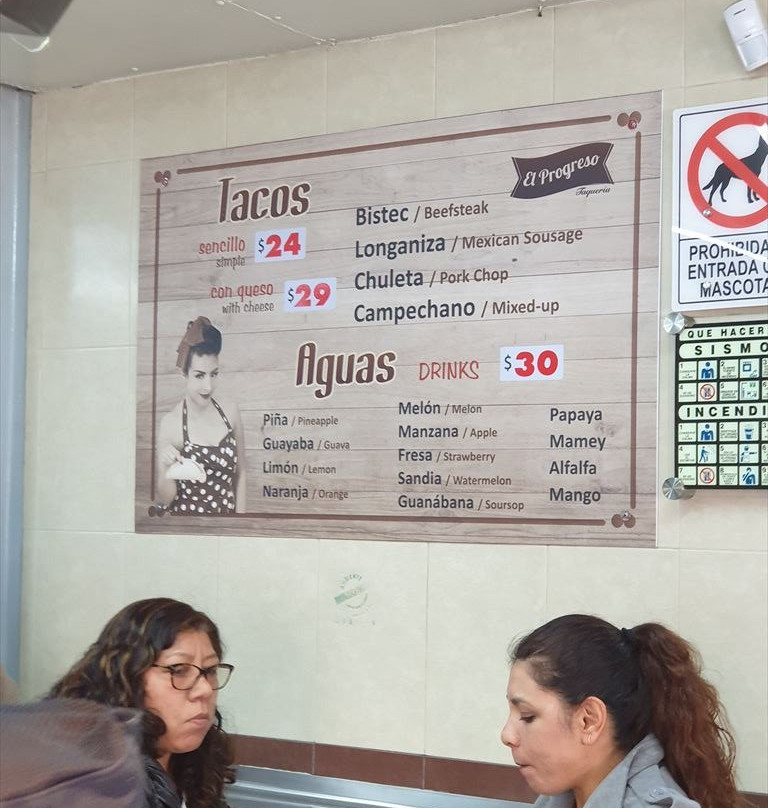 El Progreso
Taquería
Tacos
sencillo $24
simple
con queso $29
with cheese
Bistec / Beefsteak
Longaniza / Mexican Sousage
Chuleta / Pork Chop
Campechano / Mixed-up
Aguas DRINKS $30
Piña / Pineapple
Guayaba / Guava
Limón / Lemon
Naranja / Orange
Melón / Melon
Manzana / Apple
Fresa / Strawberry
Sandia / Watermelon
Guanábana / Soursop
Papaya
Mamey
Alfalfa
Mango
PROHIBIDA
ENTRADA
MASCOTA
QUE HACER
SISMO
INCENDI